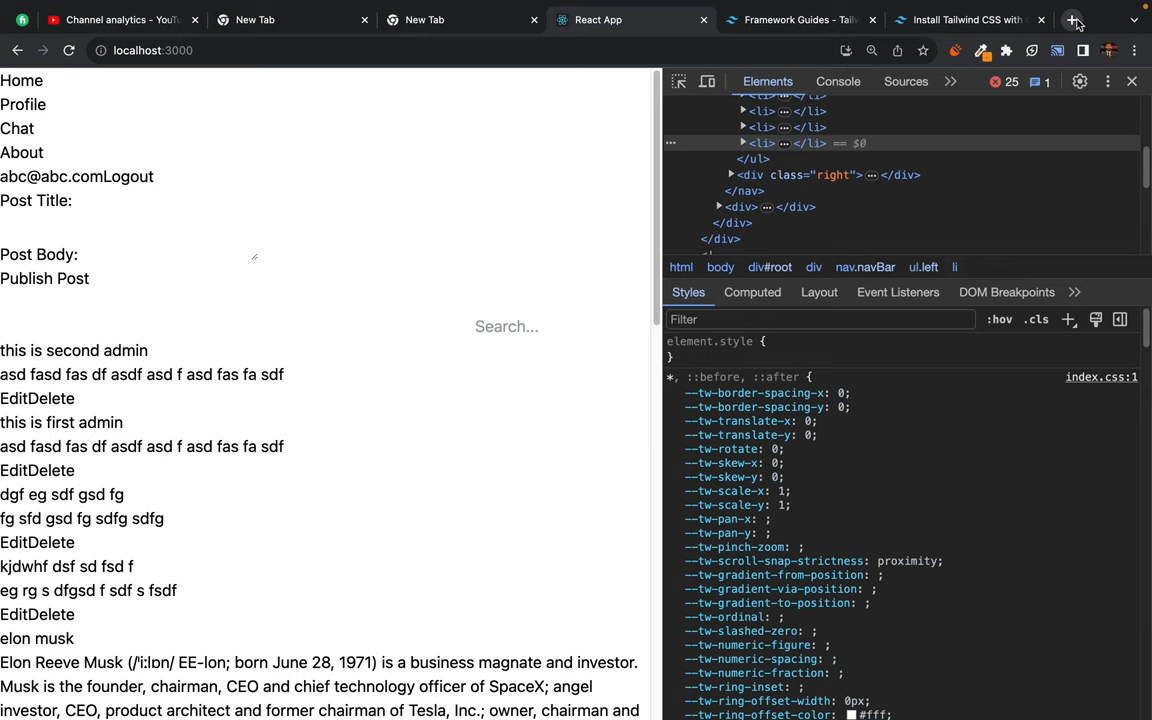 Channel analytics - YouTu
New Tab
New Tab
React App
Framework Guides - Tailw
Install Tailwind CSS with
localhost:3000
Home
Profile
Chat
About
abc@abc.comLogout
Post Title:
Post Body:
Publish Post
Search...
this is second admin
asd fasd fas df asdf asd f asd fas fa sdf
EditDelete
this is first admin
asd fasd fas df asdf asd f asd fas fa sdf
EditDelete
dgf eg sdf gsd fg
fg sfd gsd fg sdfg sdfg
EditDelete
kjdwhf dsf sd fsd f
eg rg s dfgsd f sdf s fsdf
EditDelete
elon musk
Elon Reeve Musk (/ˈiːlɒn/ EE-lon; born June 28, 1971) is a business magnate and investor.
Musk is the founder, chairman, CEO and chief technology officer of SpaceX; angel
investor, CEO, product architect and former chairman of Tesla, Inc.; owner, chairman and
Elements
Console
Sources
25
1
<li> … </li>
<li> … </li>
<li> … </li>
… <li> … </li> == $0
</ul>
<div class="right"> … </div>
</nav>
<div> … </div>
</div>
</div>
html body div#root div nav.navBar ul.left li
Styles Computed Layout Event Listeners DOM Breakpoints
Filter
:hov .cls
element.style {
}
*, ::before, ::after { index.css:1
--tw-border-spacing-x: 0;
--tw-border-spacing-y: 0;
--tw-translate-x: 0;
--tw-translate-y: 0;
--tw-rotate: 0;
--tw-skew-x: 0;
--tw-skew-y: 0;
--tw-scale-x: 1;
--tw-scale-y: 1;
--tw-pan-x: ;
--tw-pan-y: ;
--tw-pinch-zoom: ;
--tw-scroll-snap-strictness: proximity;
--tw-gradient-from-position: ;
--tw-gradient-via-position: ;
--tw-gradient-to-position: ;
--tw-ordinal: ;
--tw-slashed-zero: ;
--tw-numeric-figure: ;
--tw-numeric-spacing: ;
--tw-numeric-fraction: ;
--tw-ring-inset: ;
--tw-ring-offset-width: 0px;
--tw-ring-offset-color: #fff;